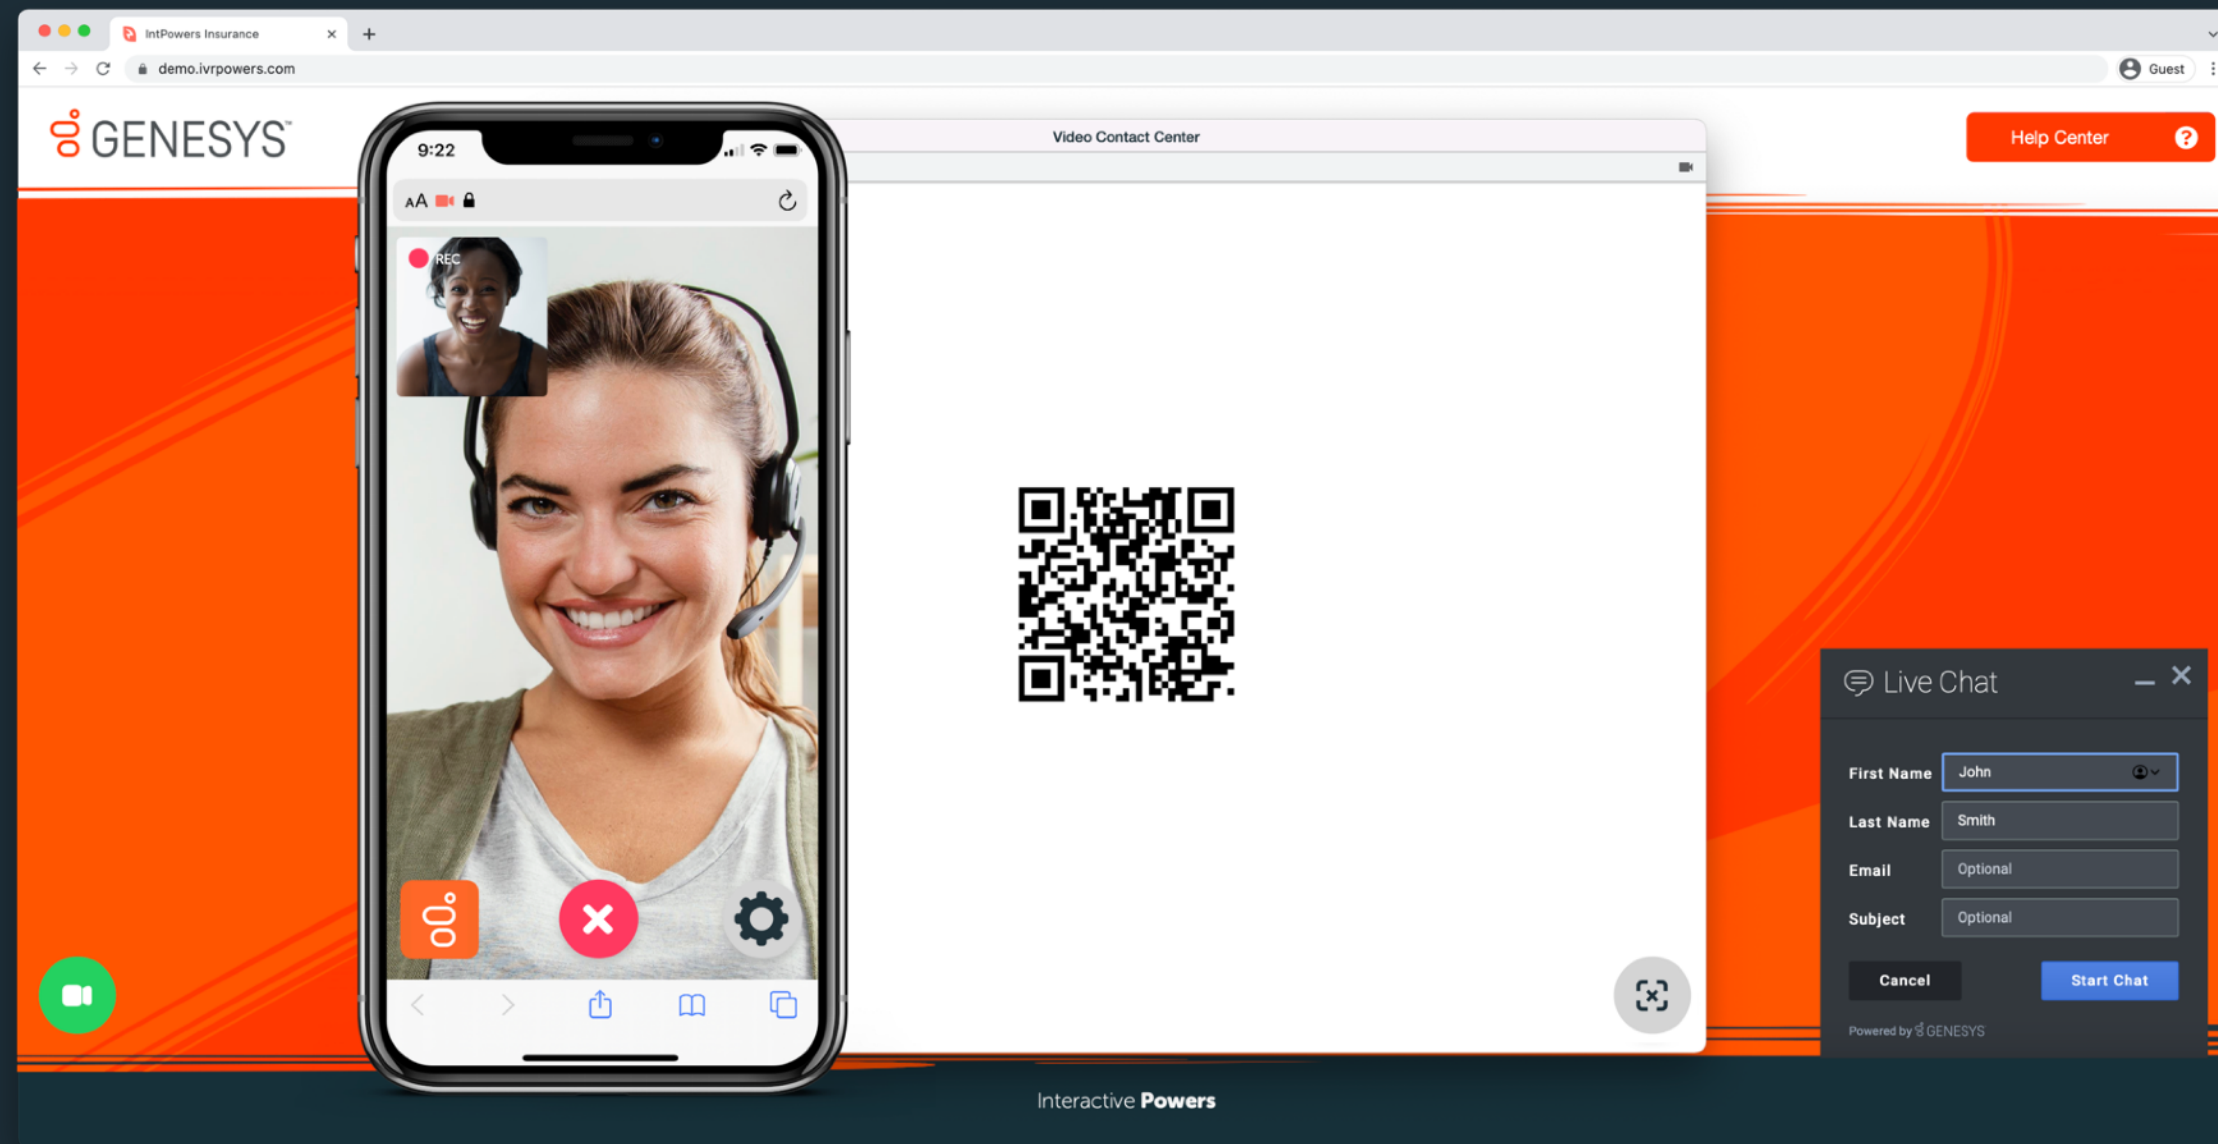 IntPowers Insurance
demo.ivrpowers.com
Guest
GENESYS™
Help Center
?
9:22
Video Contact Center
AA
REC
Live Chat
First Name John
Last Name Smith
Email Optional
Subject Optional
Cancel Start Chat
Powered by GENESYS
Interactive Powers